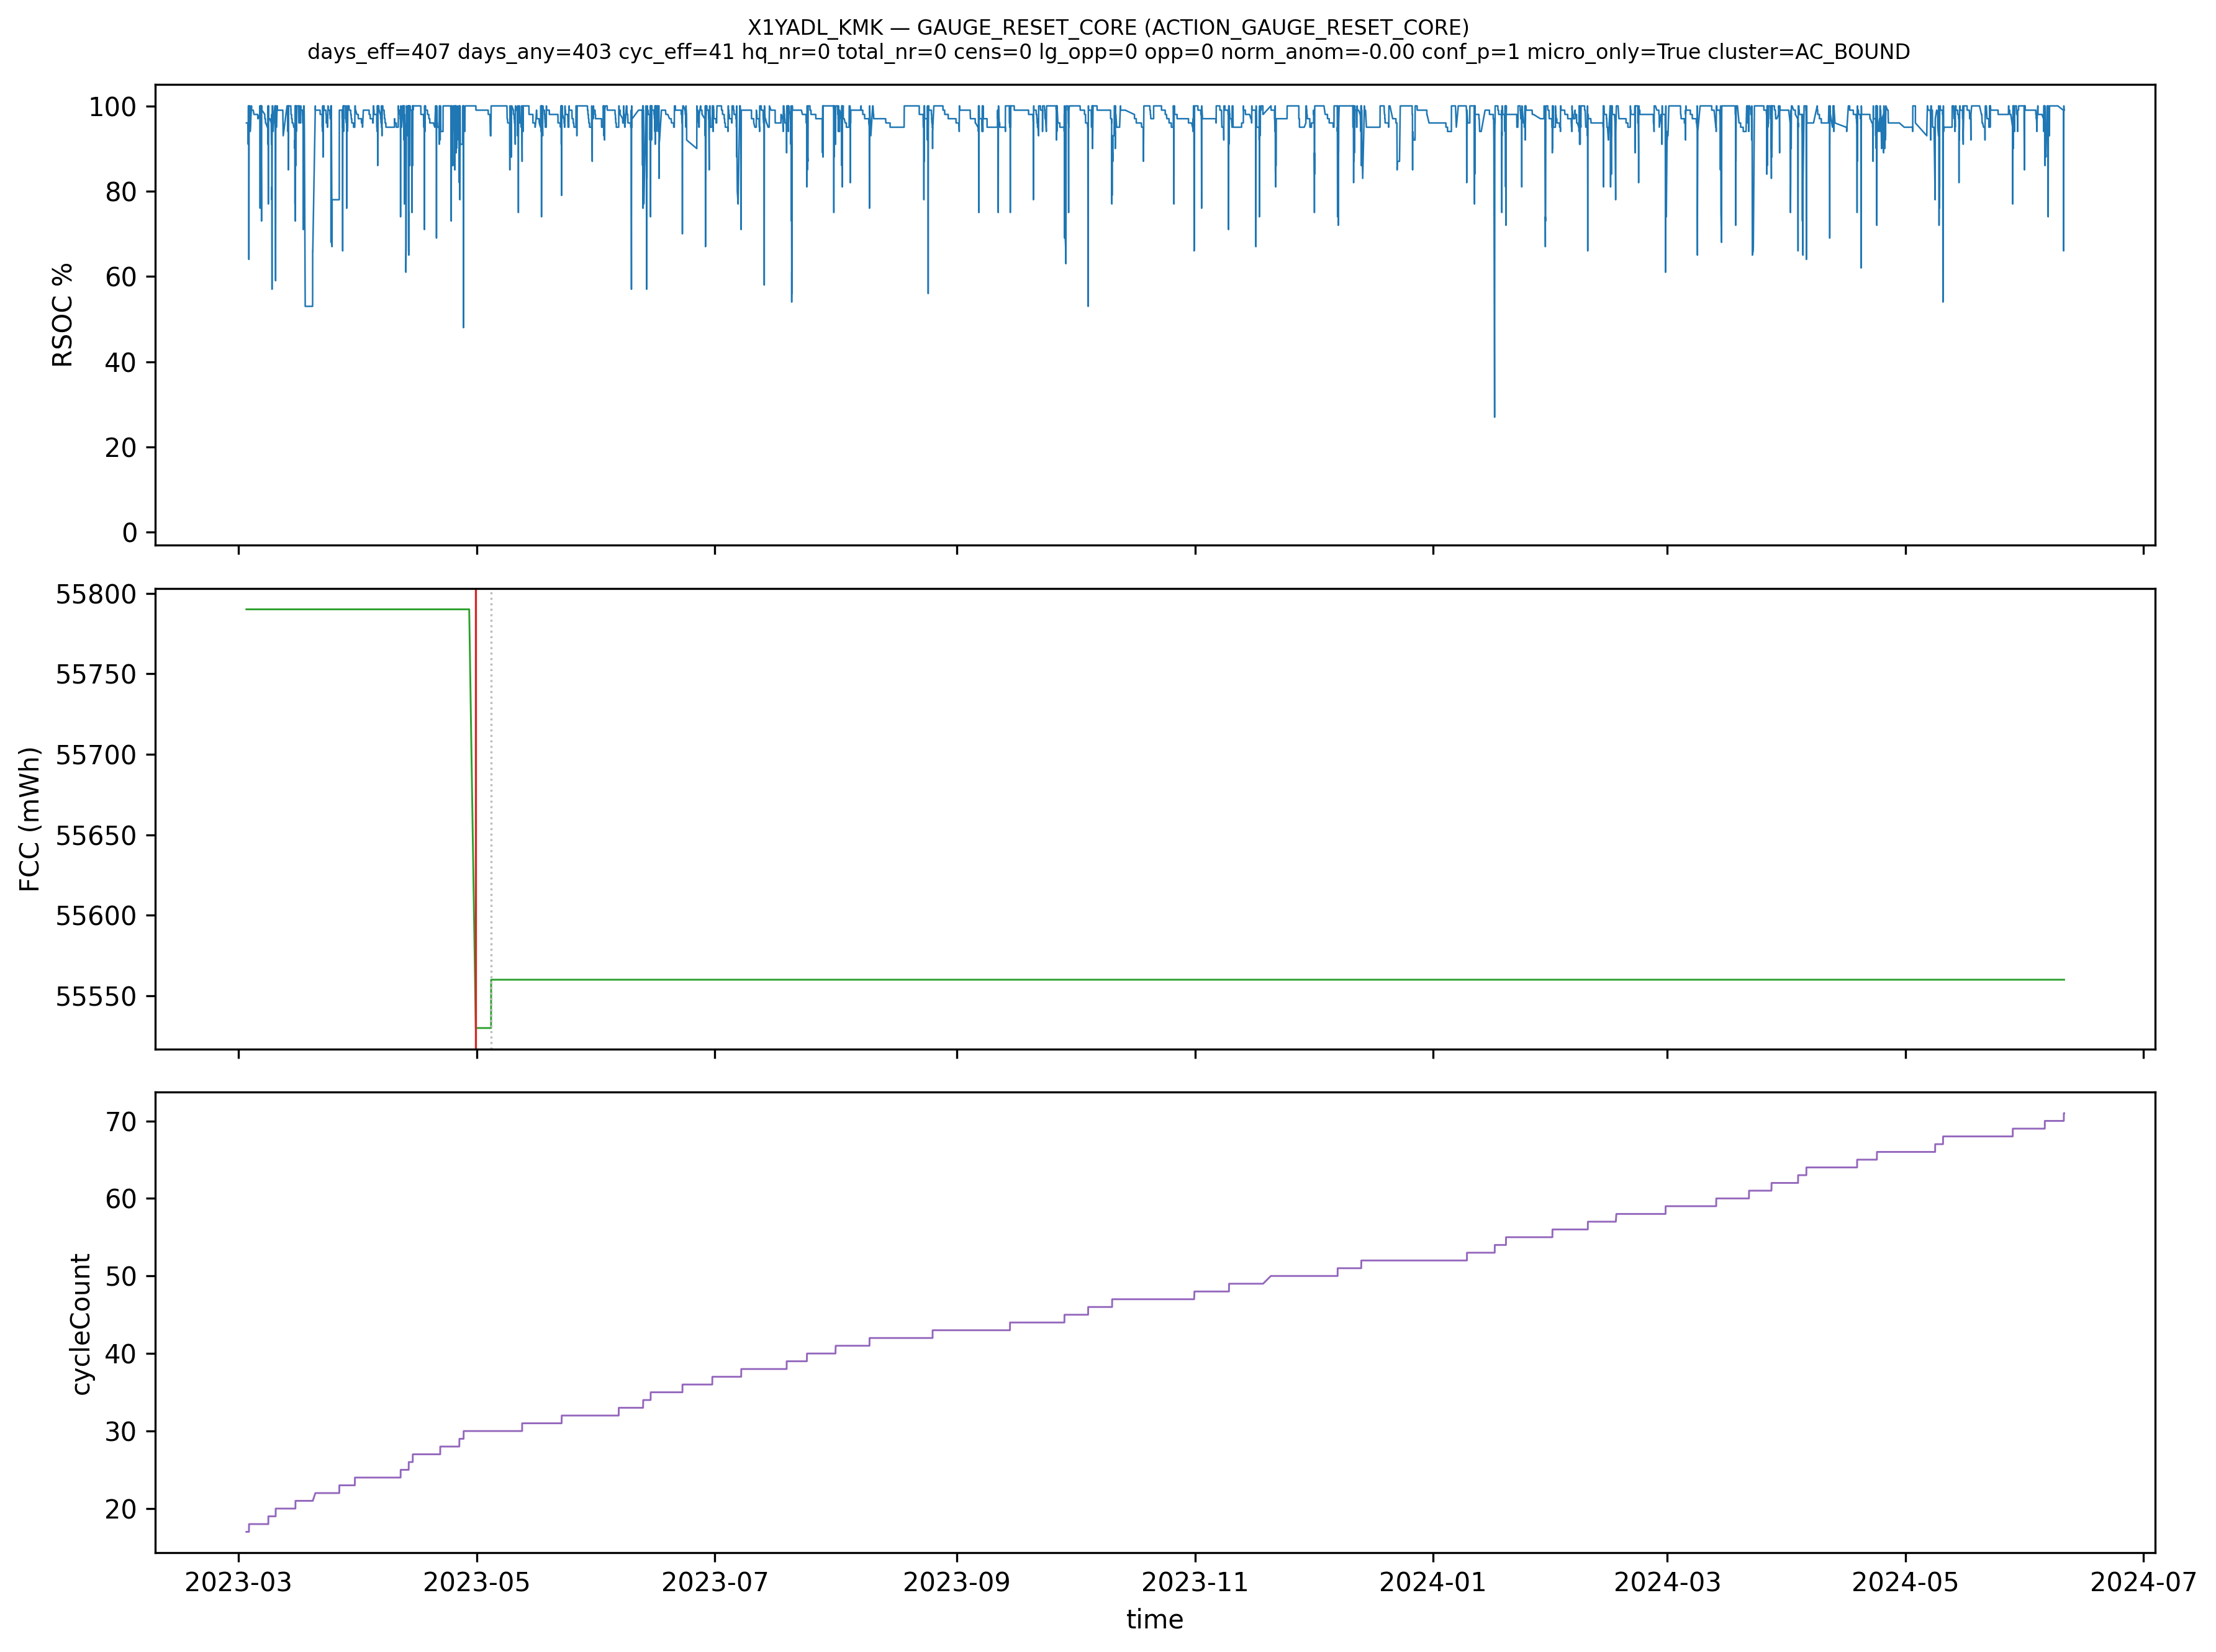 X1YADL_KMK — GAUGE_RESET_CORE (ACTION_GAUGE_RESET_CORE)
days_eff=407 days_any=403 cyc_eff=41 hq_nr=0 total_nr=0 cens=0 lg_opp=0 opp=0 norm_anom=-0.00 conf_p=1 micro_only=True cluster=AC_BOUND
RSOC %
100
80
60
40
20
0
FCC (mWh)
55800
55750
55700
55650
55600
55550
cycleCount
70
60
50
40
30
20
2023-03 2023-05 2023-07 2023-09 2023-11 2024-01 2024-03 2024-05 2024-07
time